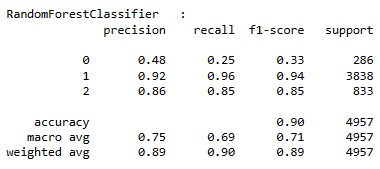 RandomForestClassifier :
precision recall f1-score support
0 0.48 0.25 0.33 286
1 0.92 0.96 0.94 3838
2 0.86 0.85 0.85 833
accuracy 0.90 4957
macro avg 0.75 0.69 0.71 4957
weighted avg 0.89 0.90 0.89 4957